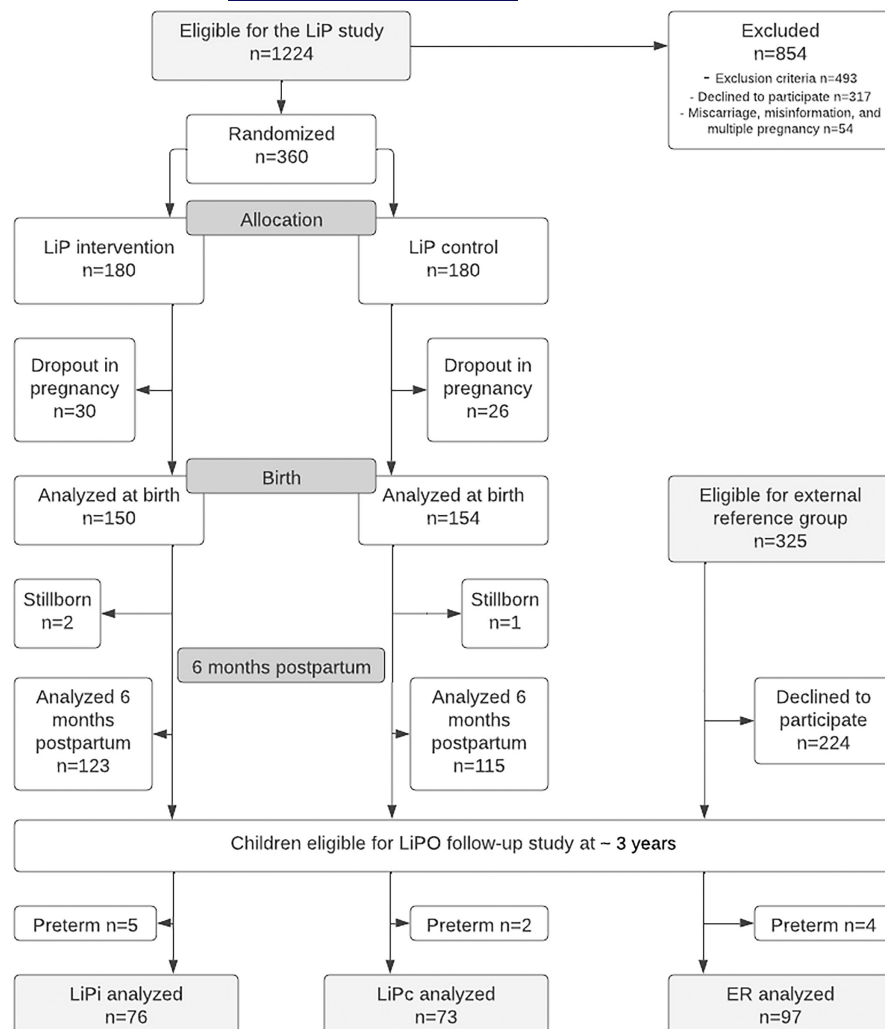 Eligible for the LiP study
n=1224
Excluded
n=854
- Exclusion criteria n=493
- Declined to participate n=317
- Miscarriage, misinformation, and
multiple pregnancy n=54
Randomized
n=360
Allocation
LiP intervention
n=180
LiP control
n=180
Dropout in
pregnancy
n=30
Dropout in
pregnancy
n=26
Birth
Analyzed at birth
n=150
Analyzed at birth
n=154
Eligible for external
reference group
n=325
Stillborn
n=2
Stillborn
n=1
6 months postpartum
Analyzed 6
months
postpartum
n=123
Analyzed 6
months
postpartum
n=115
Declined to
participate
n=224
Children eligible for LiPO follow-up study at ~ 3 years
Preterm n=5
Preterm n=2
Preterm n=4
LiPi analyzed
n=76
LiPc analyzed
n=73
ER analyzed
n=97